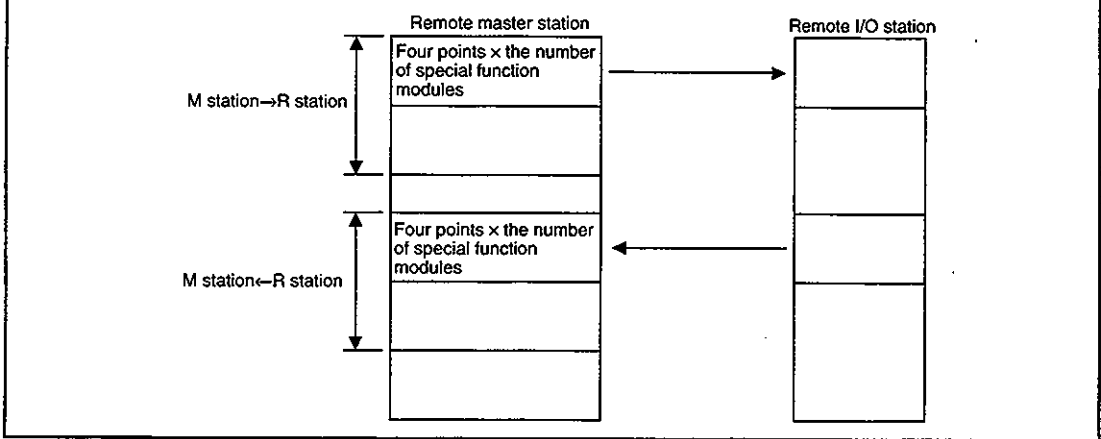 Remote master station
Remote I/O station
Four points × the number
of special function
modules
M station→R station
Four points × the number
of special function
modules
M station←R station